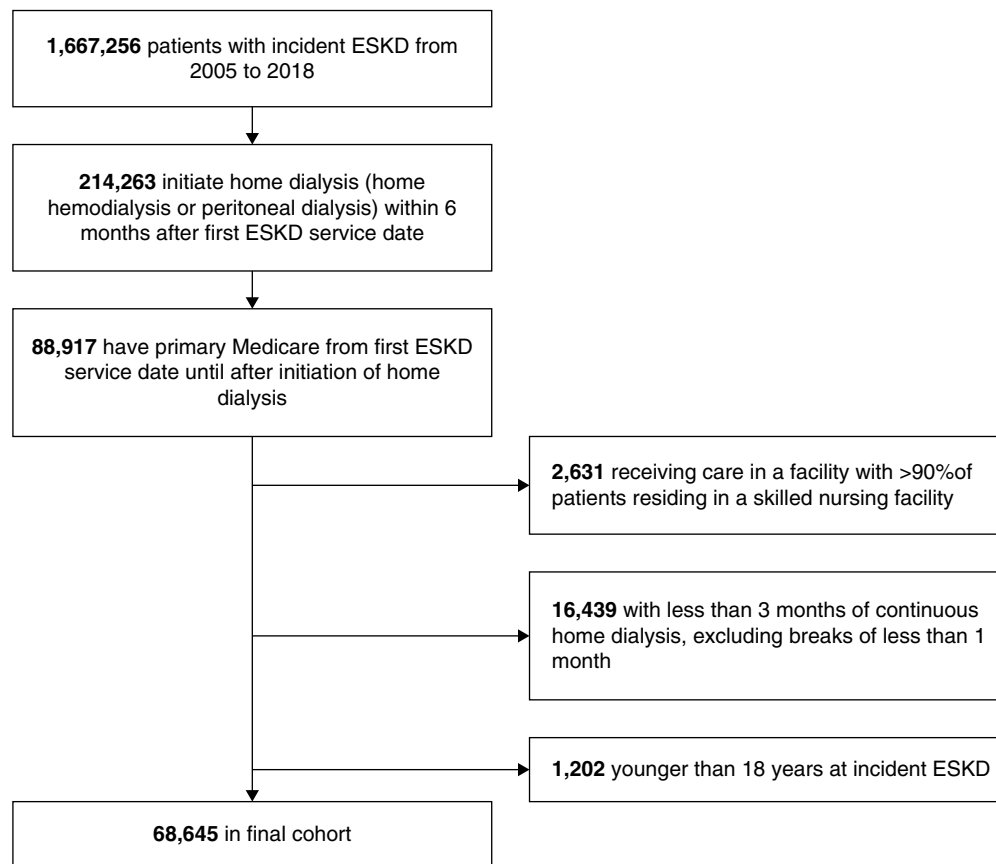 1,667,256 patients with incident ESKD from
2005 to 2018
214,263 initiate home dialysis (home
hemodialysis or peritoneal dialysis) within 6
months after first ESKD service date
88,917 have primary Medicare from first ESKD
service date until after initiation of home
dialysis
2,631 receiving care in a facility with >90%of
patients residing in a skilled nursing facility
16,439 with less than 3 months of continuous
home dialysis, excluding breaks of less than 1
month
1,202 younger than 18 years at incident ESKD
68,645 in final cohort